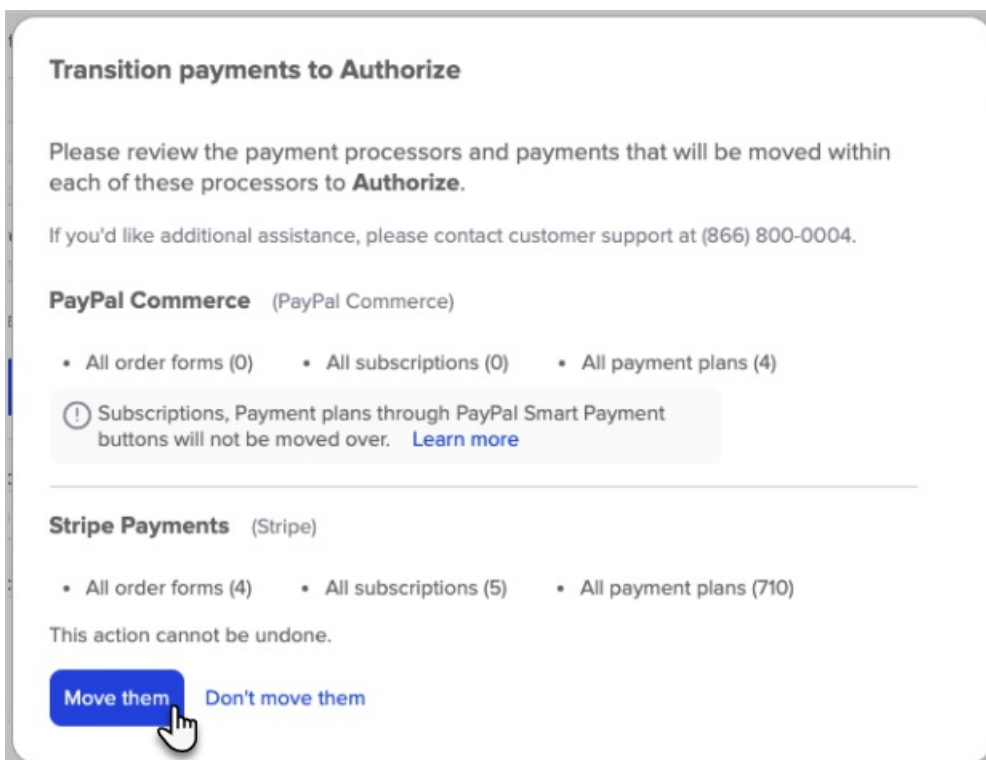 Transition payments to Authorize
Please review the payment processors and payments that will be moved within
each of these processors to Authorize.
If you'd like additional assistance, please contact customer support at (866) 800-0004.
PayPal Commerce (PayPal Commerce)
• All order forms (0) • All subscriptions (0) • All payment plans (4)
Subscriptions, Payment plans through PayPal Smart Payment
buttons will not be moved over. Learn more
Stripe Payments (Stripe)
• All order forms (4) • All subscriptions (5) • All payment plans (710)
This action cannot be undone.
Move them Don't move them